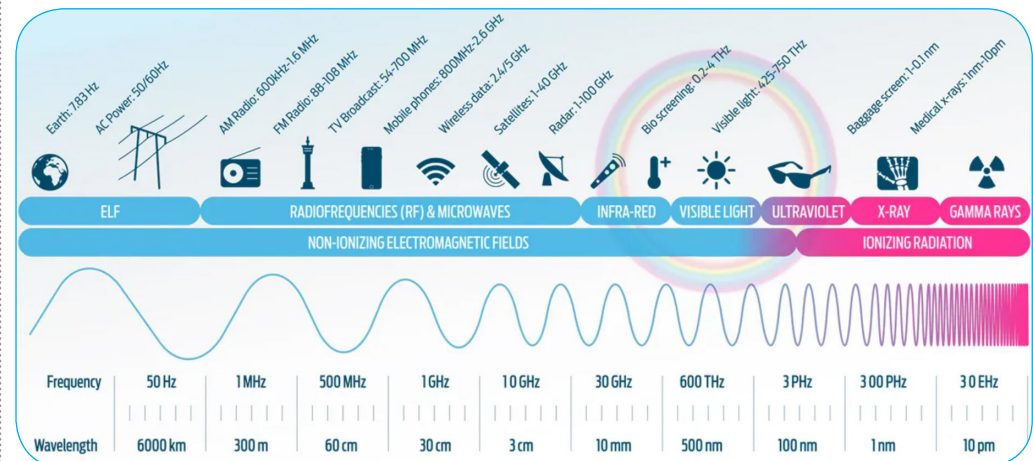 Earth: 7.83 Hz
AC Power: 50/60Hz
AM Radio: 600kHz-1.6 MHz
FM Radio: 88-108 MHz
TV Broadcast: 54-700 MHz
Mobile phones: 800MHz-2.6 GHz
Wireless data: 2.4/5 GHz
Satellites: 1-40 GHz
Radar: 1-100 GHz
Bio screening: 0.2-4 THz
Visible light: 425-750 THz
Baggage screen: 1-0.1 nm
Medical x-rays: 1nm-10pm
ELF RADIOFREQUENCIES (RF) & MICROWAVES INFRA-RED VISIBLE LIGHT ULTRAVIOLET X-RAY GAMMA RAYS
NON-IONIZING ELECTROMAGNETIC FIELDS IONIZING RADIATION
Frequency 50 Hz 1 MHz 500 MHz 1 GHz 10 GHz 30 GHz 600 THz 3 PHz 300 PHz 30 EHz
Wavelength 6000 km 300 m 60 cm 30 cm 3 cm 10 mm 500 nm 100 nm 1 nm 10 pm